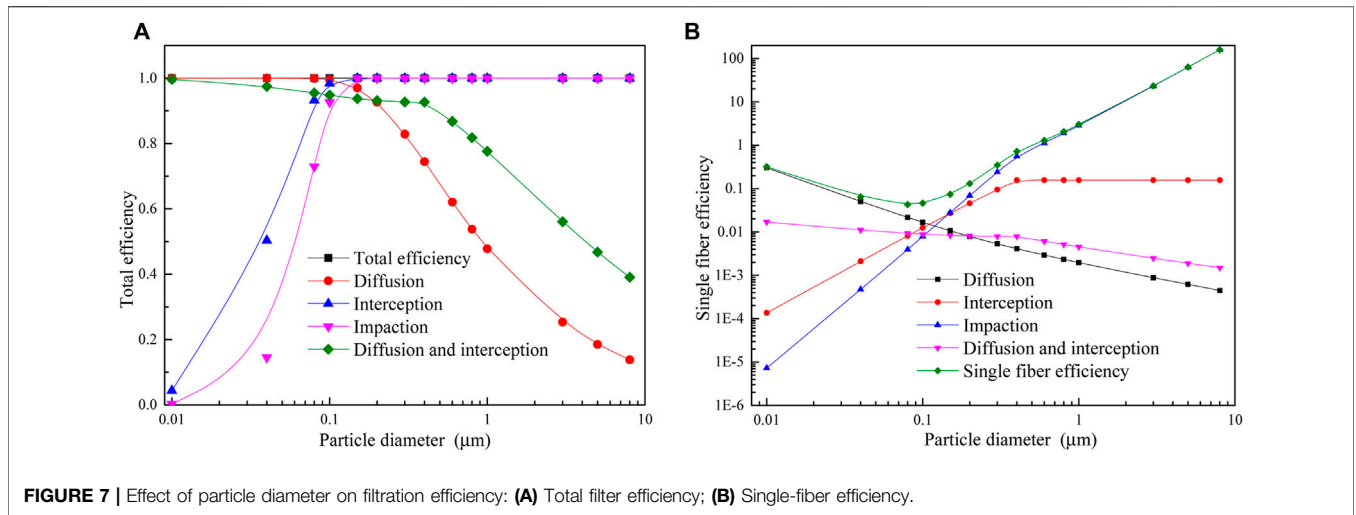 A
Total efficiency
1.0
0.8
0.6
0.4
0.2
0.0
Total efficiency
Diffusion
Interception
Impaction
Diffusion and interception
0.01
0.1
1
10
Particle diameter (μm)
B
Single fiber efficiency
100
10
1
0.1
0.01
1E-3
1E-4
1E-5
1E-6
Diffusion
Interception
Impaction
Diffusion and interception
Single fiber efficiency
0.01
0.1
1
10
Particle diameter (μm)
FIGURE 7 | Effect of particle diameter on filtration efficiency: (A) Total filter efficiency; (B) Single-fiber efficiency.